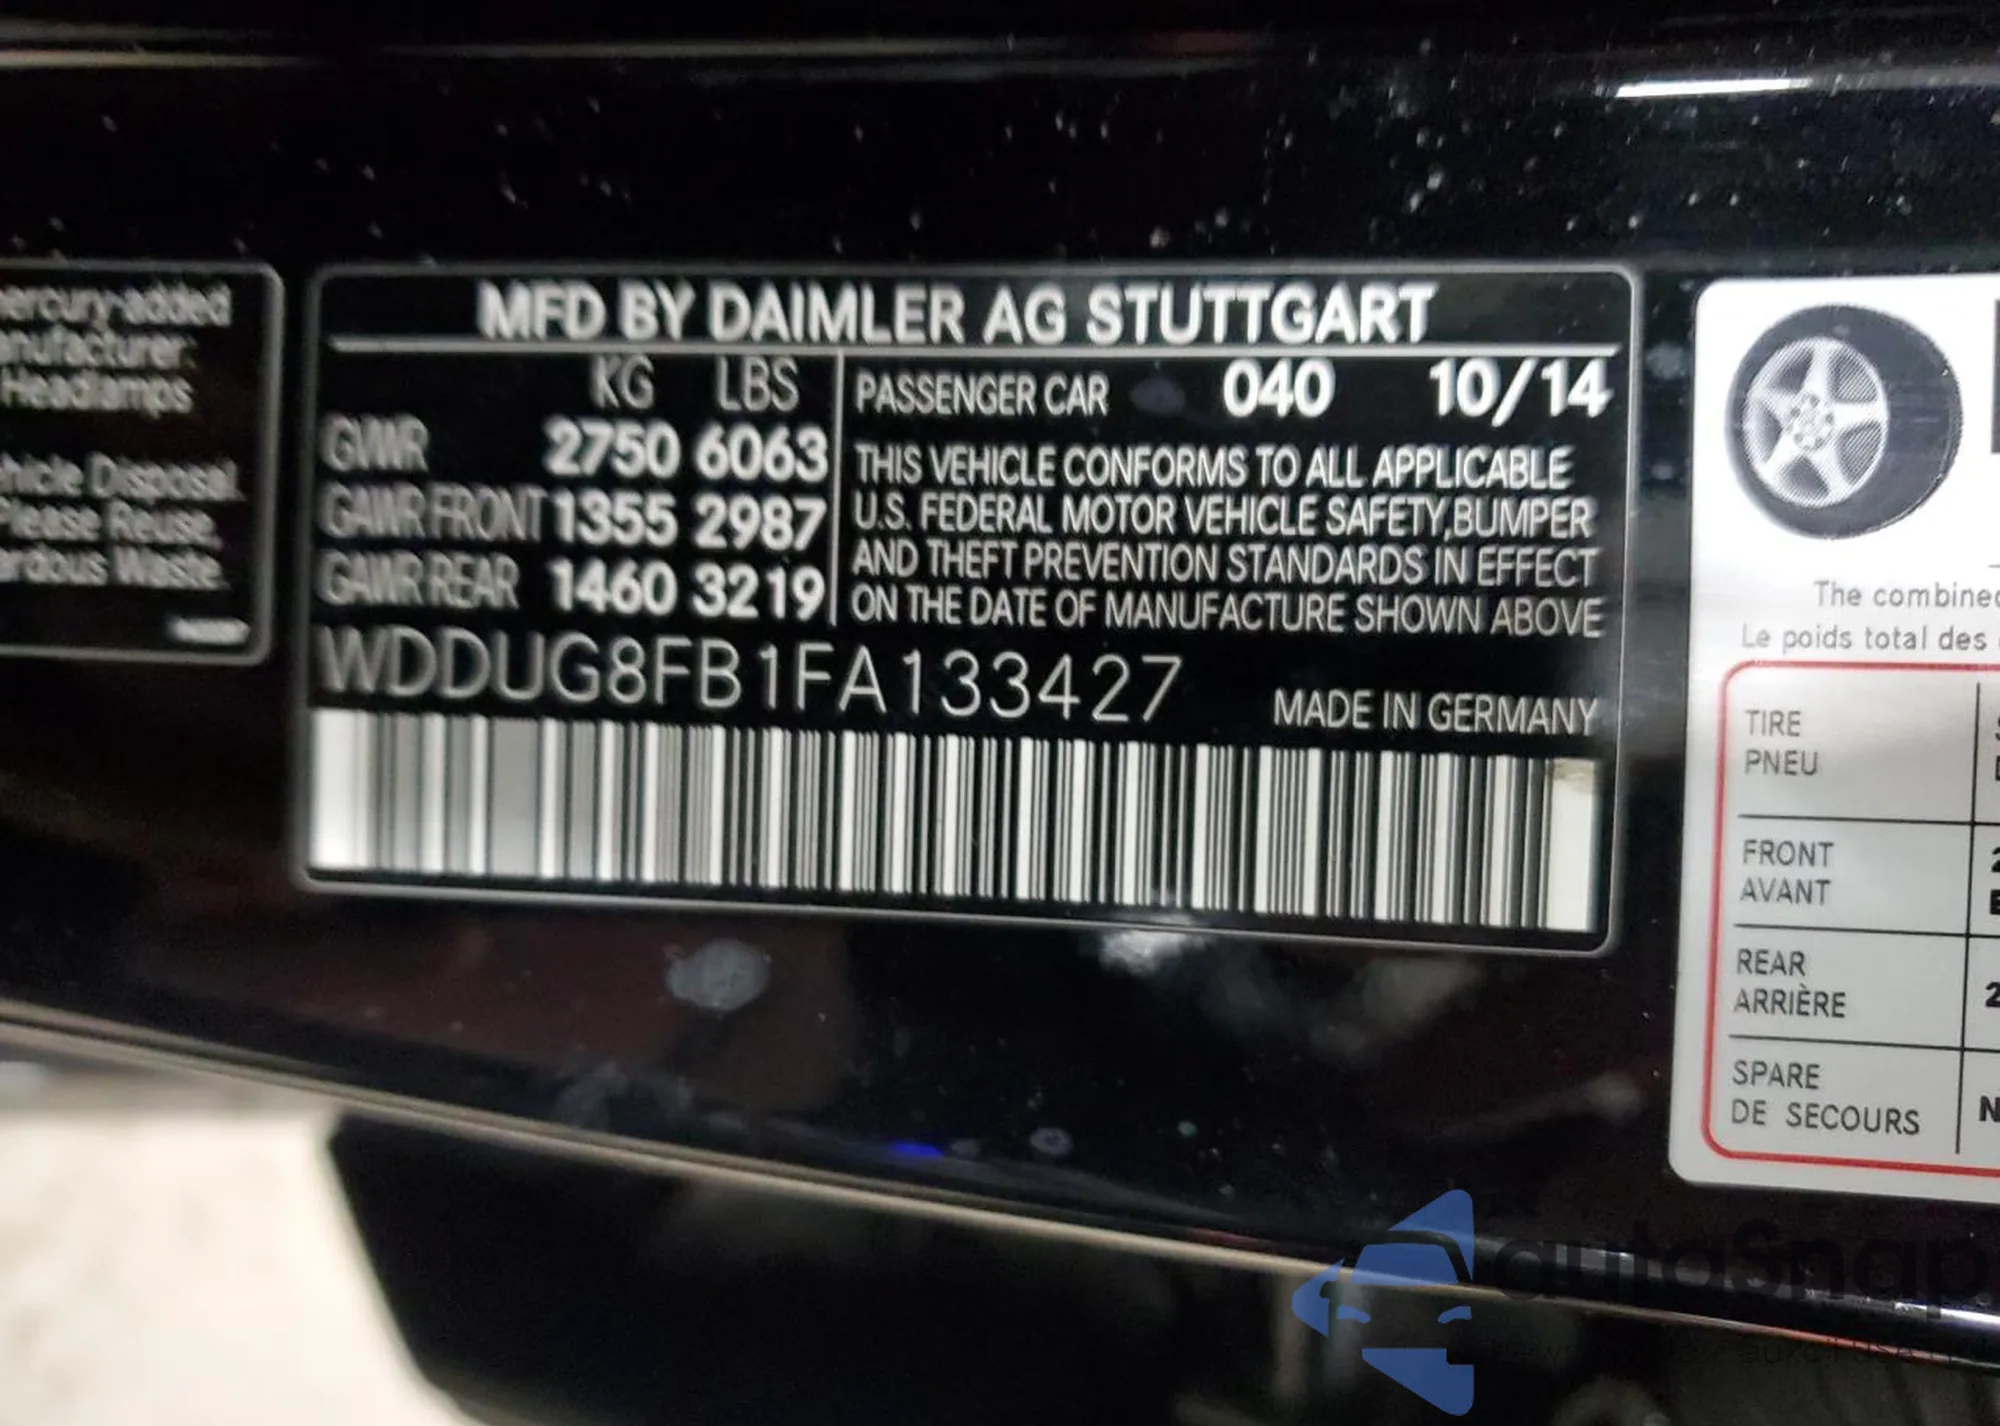 ercury-added
nufacturer:
Headlamps
hicle Disposal.
Please Reuse,
ardous Waste.
MFD BY DAIMLER AG STUTTGART
KG LBS
GVWR 2750 6063
GAWR FRONT 1355 2987
GAWR REAR 1460 3219
PASSENGER CAR 040 10/14
THIS VEHICLE CONFORMS TO ALL APPLICABLE
U.S. FEDERAL MOTOR VEHICLE SAFETY,BUMPER
AND THEFT PREVENTION STANDARDS IN EFFECT
ON THE DATE OF MANUFACTURE SHOWN ABOVE
WDDUG8FB1FA133427
MADE IN GERMANY
The combined
Le poids total des
TIRE
PNEU
FRONT
AVANT
REAR
ARRIÈRE
SPARE
DE SECOURS
N
autoSnap